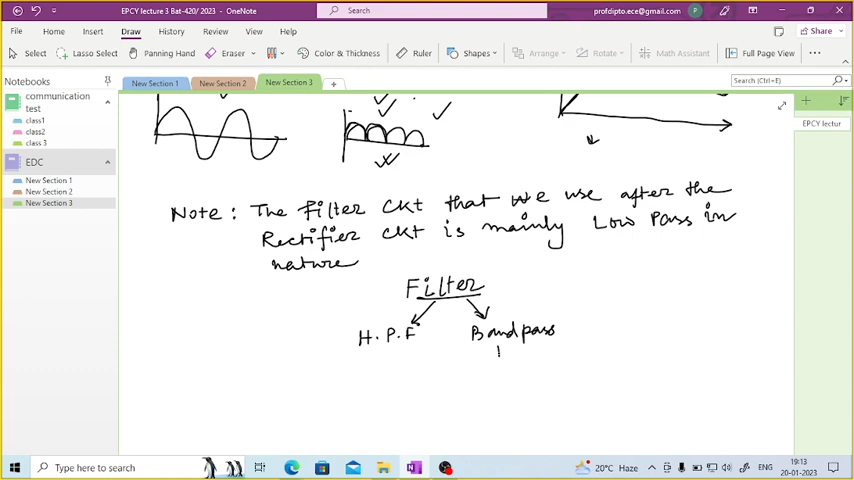 EPCY lecture 3 Bat-420/ 2023 - OneNote
Search
profdipto.ece@gmail.com
P
File
Home
Insert
Draw
History
Review
View
Help
Share
Select
Lasso Select
Panning Hand
Eraser
Color & Thickness
Ruler
Shapes
Arrange
Rotate
Math Assistant
Full Page View
Notebooks
New Section 1
New Section 2
New Section 3
Search (Ctrl+E)
communication
test
class1
class2
class 3
EDC
New Section 1
New Section 2
New Section 3
EPCY lectur
Note: The Filter CKT that we use after the
Rectifier CKT is mainly Low Pass in
nature
Filter
H.P.F
Bandpass
Type here to search
20°C Haze
ENG
19:13
20-01-2023